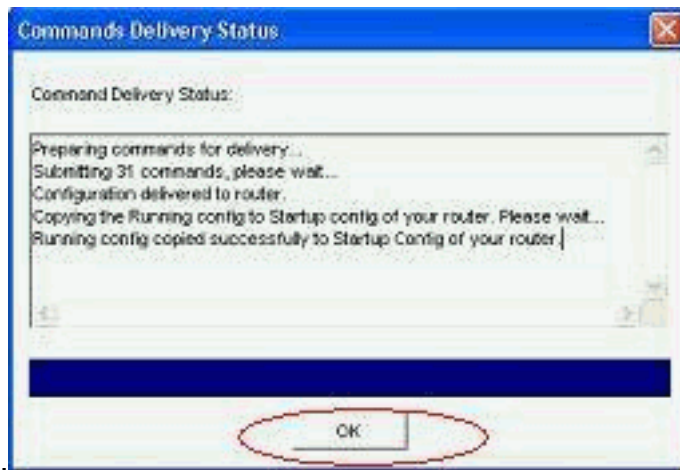 Commands Delivery Status
Command Delivery Status:
Preparing commands for delivery...
Submitting 31 commands, please wait...
Configuration delivered to router.
Copying the Running config to Startup config of your router. Please wait...
Running config copied successfully to Startup Config of your router.
OK